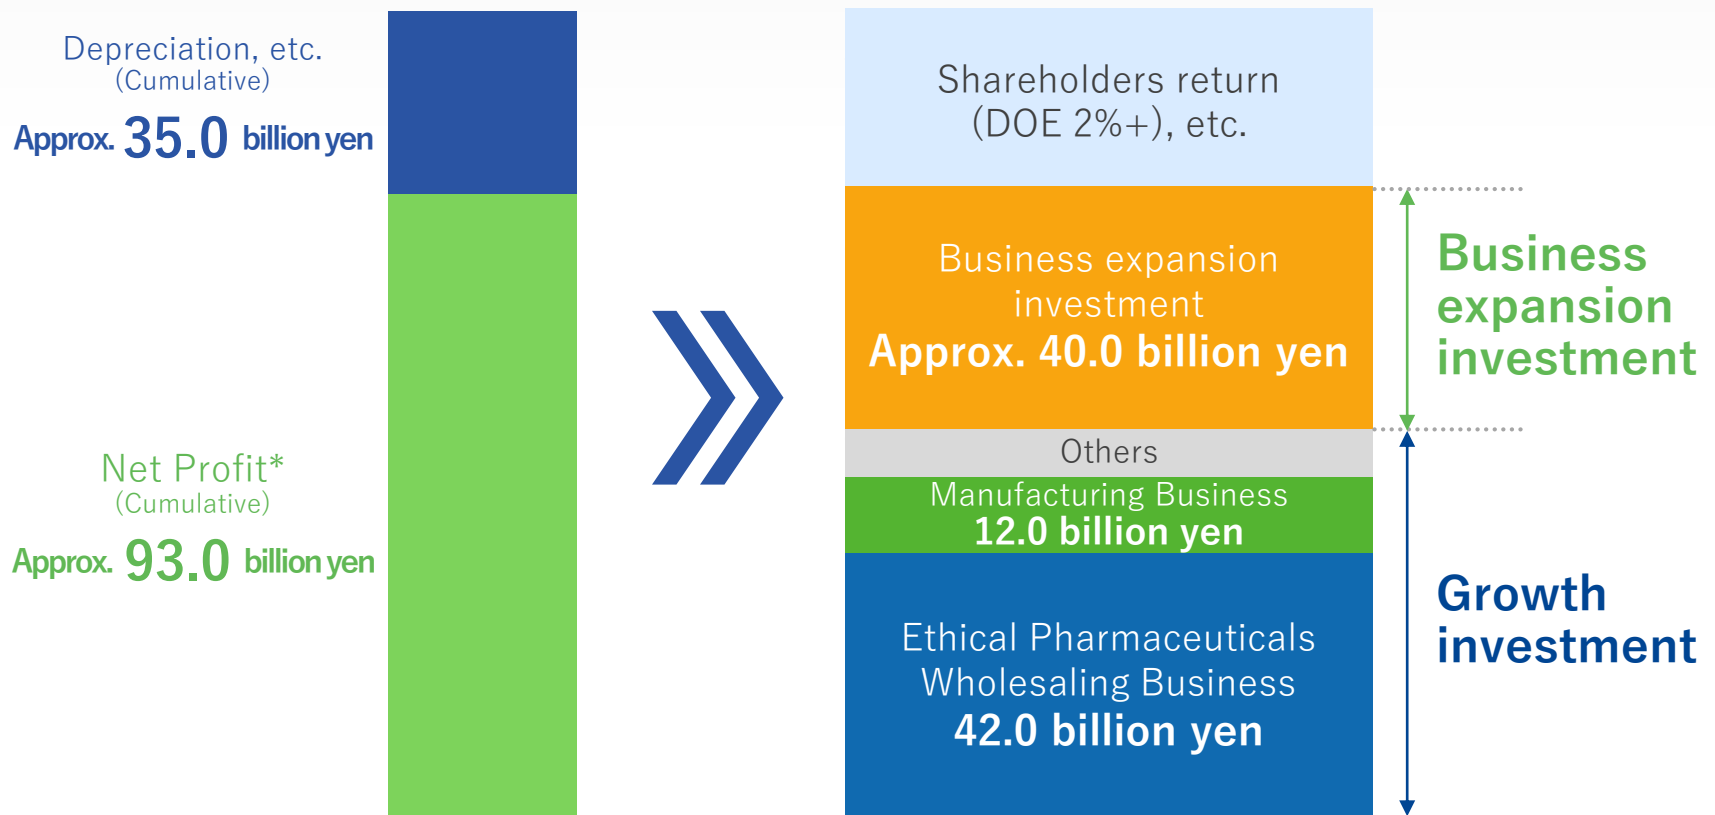 Depreciation, etc.
(Cumulative)
Approx. 35.0 billion yen
Net Profit*
(Cumulative)
Approx. 93.0 billion yen
Shareholders return
(DOE 2%+), etc.
Business expansion
investment
Approx. 40.0 billion yen
Others
Manufacturing Business
12.0 billion yen
Ethical Pharmaceuticals
Wholesaling Business
42.0 billion yen
Business
expansion
investment
Growth
investment